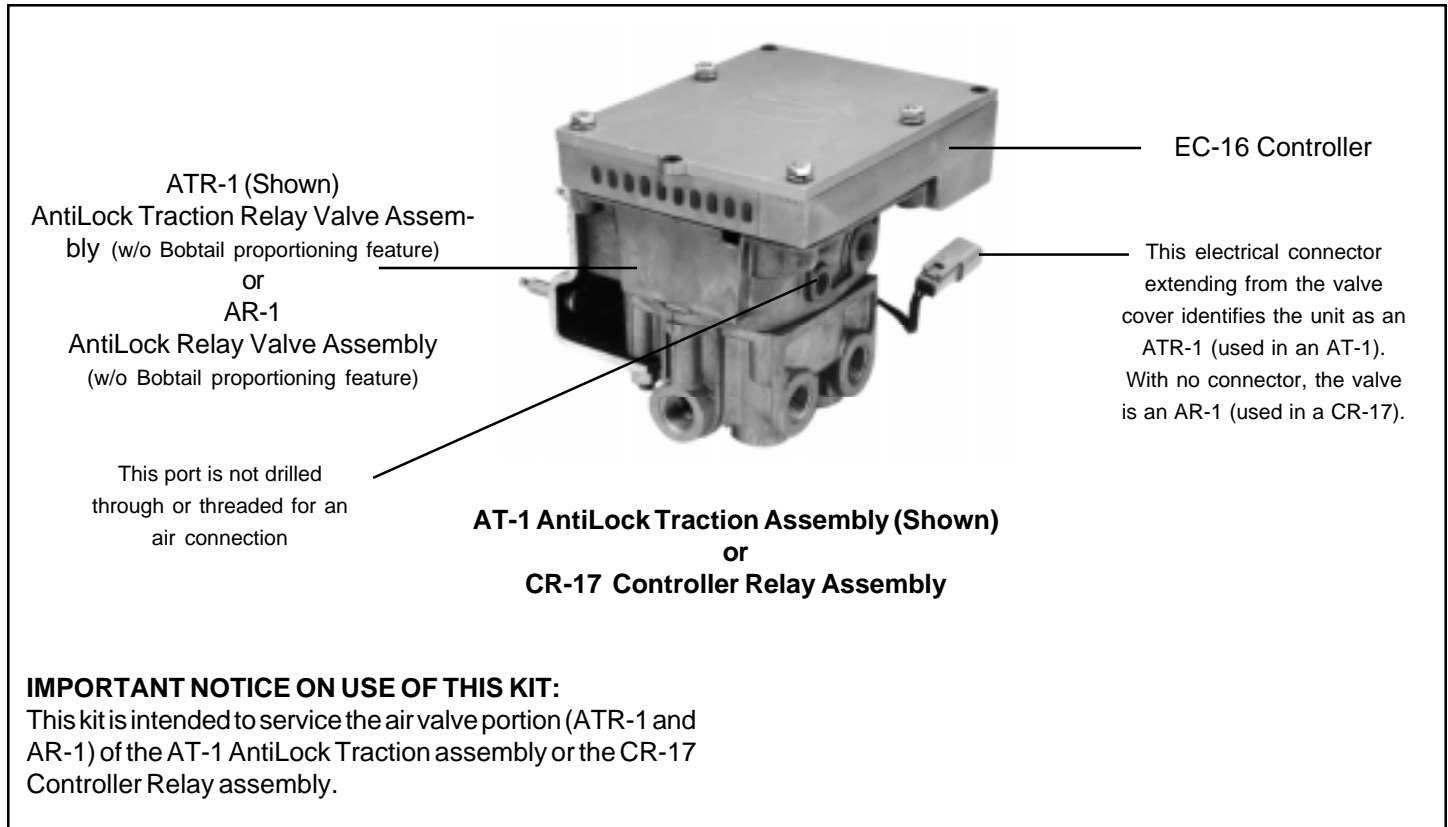 ATR-1 (Shown)
AntiLock Traction Relay Valve Assem-
bly (w/o Bobtail proportioning feature)
or
AR-1
AntiLock Relay Valve Assembly
(w/o Bobtail proportioning feature)
This port is not drilled
through or threaded for an
air connection
EC-16 Controller
This electrical connector
extending from the valve
cover identifies the unit as an
ATR-1 (used in an AT-1).
With no connector, the valve
is an AR-1 (used in a CR-17).
AT-1 AntiLock Traction Assembly (Shown)
or
CR-17 Controller Relay Assembly
IMPORTANT NOTICE ON USE OF THIS KIT:
This kit is intended to service the air valve portion (ATR-1 and
AR-1) of the AT-1 AntiLock Traction assembly or the CR-17
Controller Relay assembly.